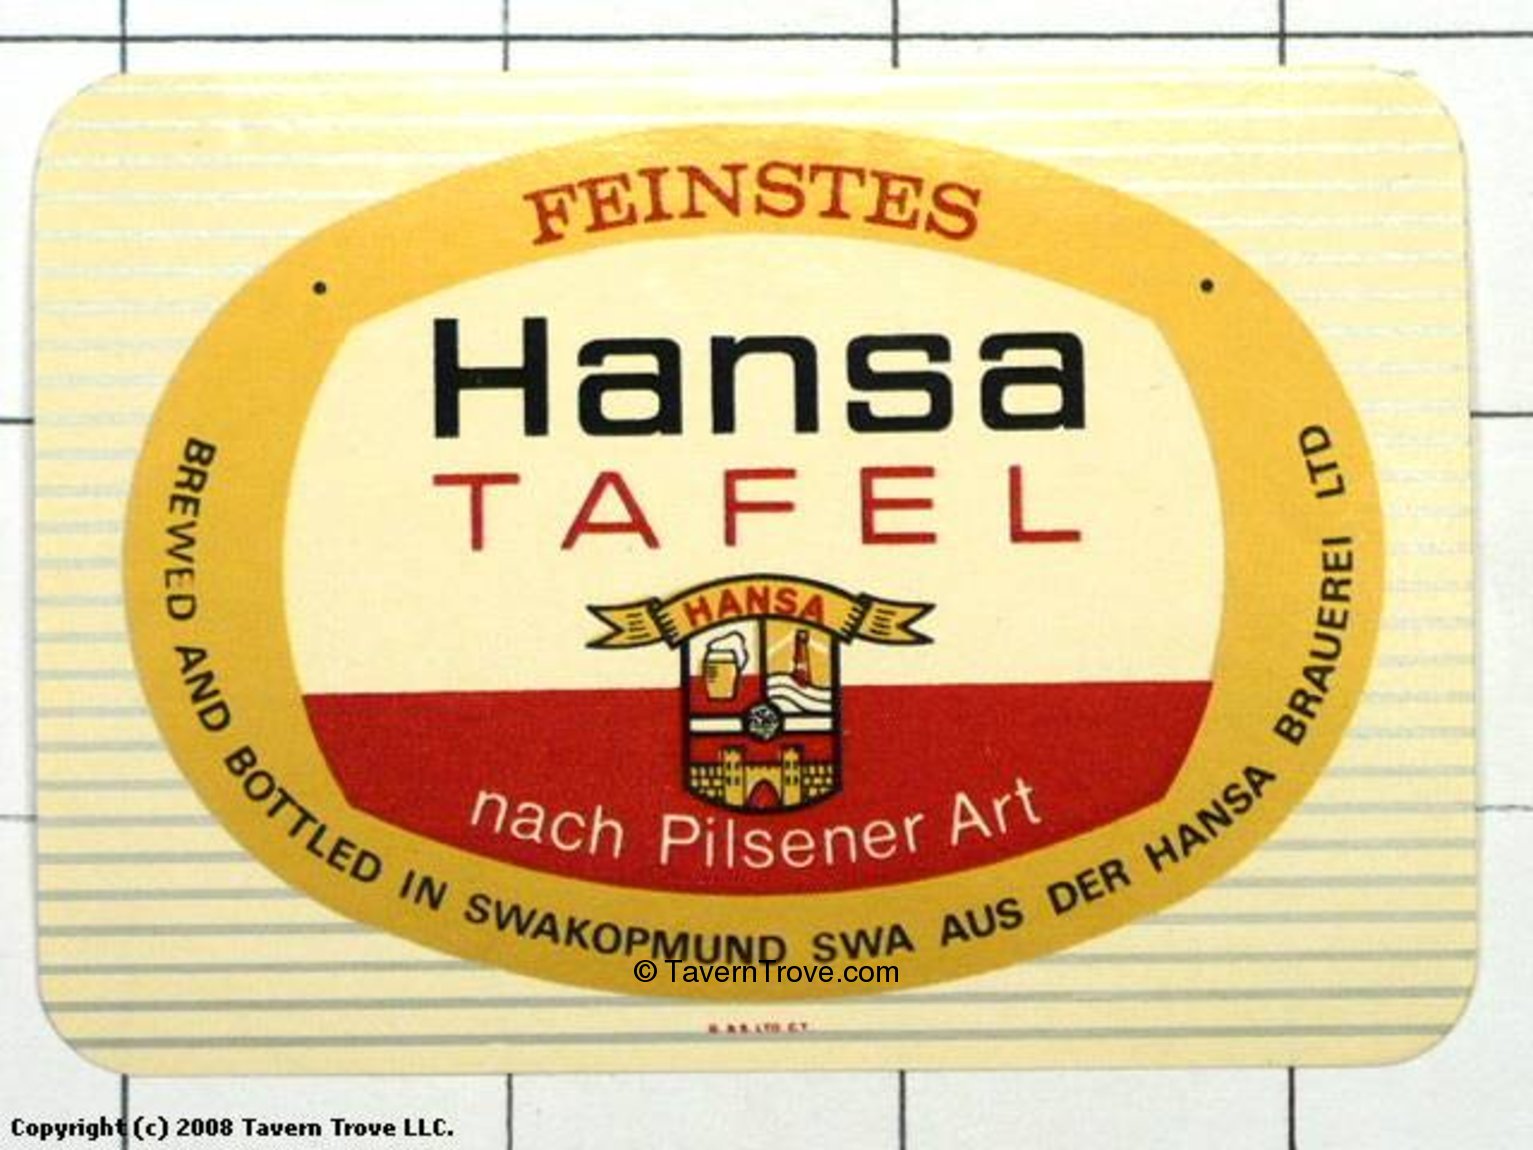 FEINSTES
Hansa
TAFEL
HANSA
nach Pilsener Art
BREWED AND BOTTLED IN SWAKOPMUND SWA AUS DER HANSA BRAUEREI LTD
© TavernTrove.com
Copyright (c) 2008 Tavern Trove LLC.